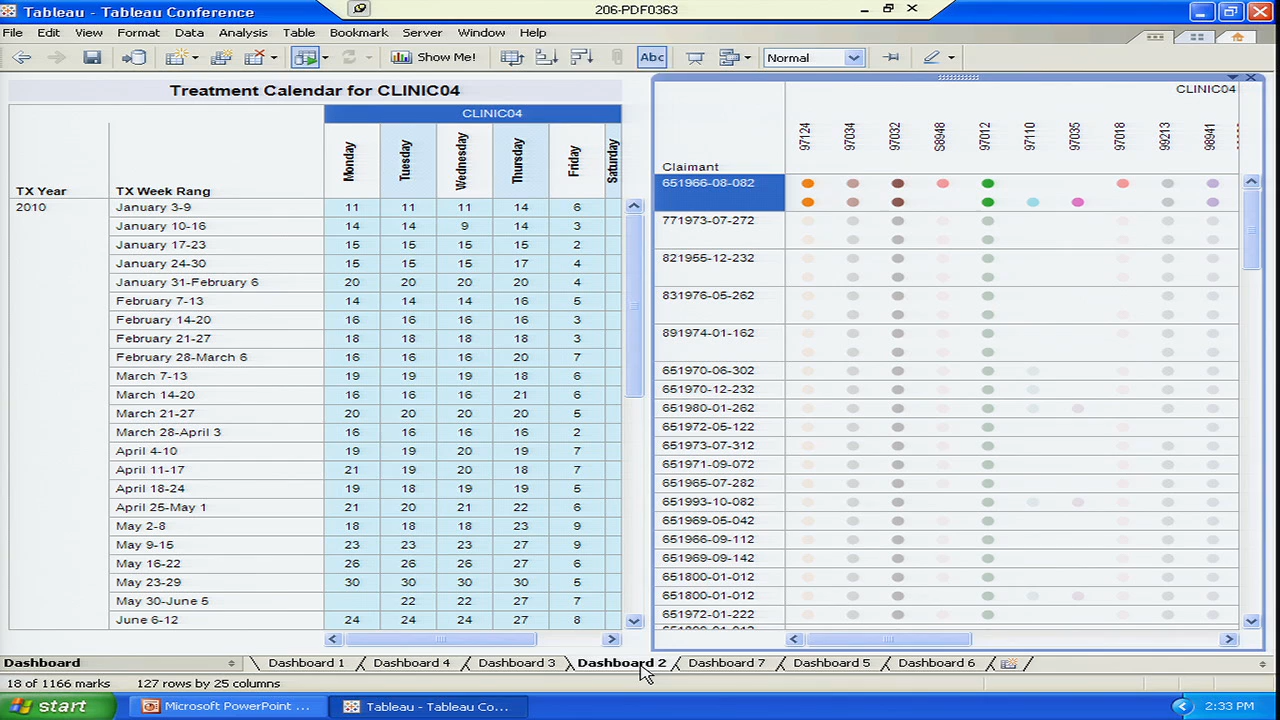 Tableau - Tableau Conference
206-PDF0363
File Edit View Format Data Analysis Table Bookmark Server Window Help
Show Me! Abc Normal
Treatment Calendar for CLINIC04
CLINIC04
TX Year TX Week Rang Monday Tuesday Wednesday Thursday Friday Saturday
2010 January 3-9 11 11 11 14 6
January 10-16 14 14 9 14 3
January 17-23 15 15 15 15 2
January 24-30 15 15 15 17 4
January 31-February 6 20 20 20 20 4
February 7-13 14 14 14 16 5
February 14-20 16 16 16 16 3
February 21-27 18 18 18 18 3
February 28-March 6 16 16 16 20 7
March 7-13 19 19 19 18 6
March 14-20 16 16 16 21 6
March 21-27 20 20 20 20 5
March 28-April 3 16 16 16 16 2
April 4-10 19 19 20 19 7
April 11-17 21 19 20 18 7
April 18-24 19 18 19 19 5
April 25-May 1 21 20 21 22 6
May 2-8 18 18 18 23 9
May 9-15 23 23 23 27 9
May 16-22 26 26 26 27 6
May 23-29 30 30 30 30 5
May 30-June 5 22 22 27 7
June 6-12 24 24 24 27 8
CLINIC04
Claimant 97124 97034 97032 S8948 97012 97110 97035 97018 99213 98941
651966-08-082
771973-07-272
821955-12-232
831976-05-262
891974-01-162
651970-06-302
651970-12-232
651980-01-262
651972-05-122
651973-07-312
651971-09-072
651965-07-282
651993-10-082
651969-05-042
651966-09-112
651969-09-142
651800-01-012
651800-01-012
651972-01-222
Dashboard Dashboard 1 Dashboard 4 Dashboard 3 Dashboard 2 Dashboard 7 Dashboard 5 Dashboard 6
18 of 1166 marks 127 rows by 25 columns
start Microsoft PowerPoint ... Tableau - Tableau Co... 2:33 PM